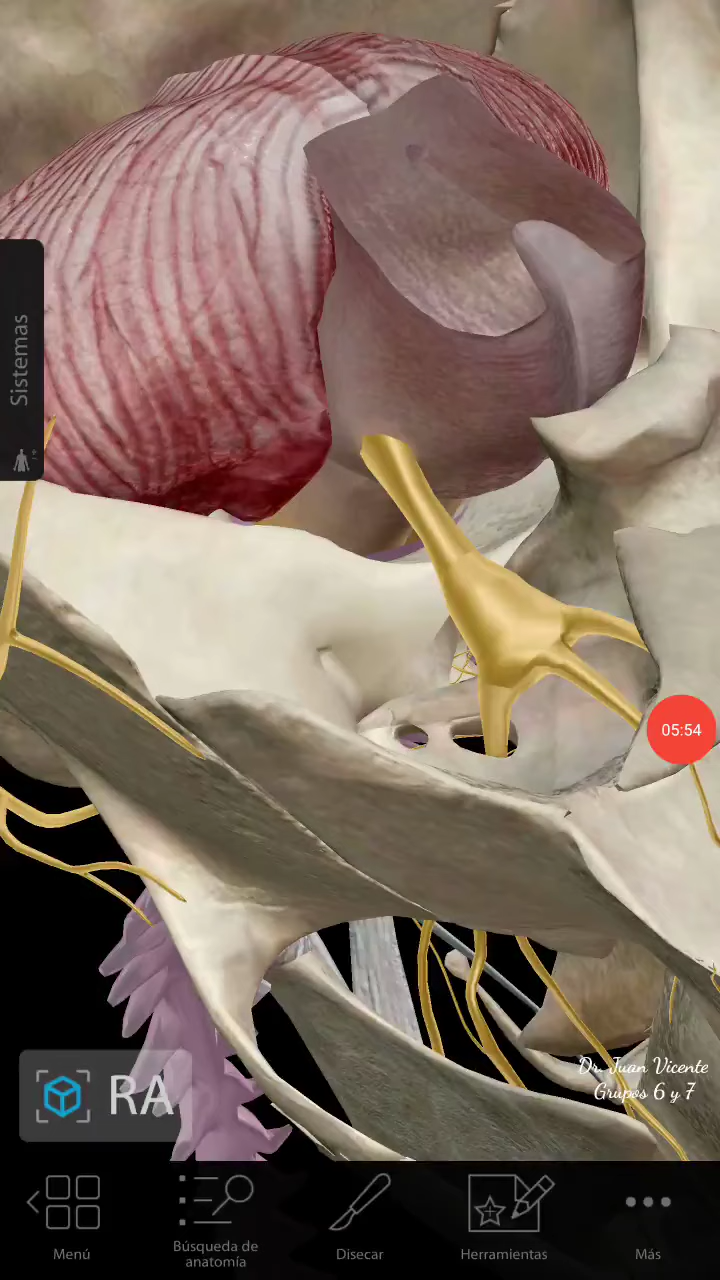 Sistemas
05:54
Dr. Juan Vicente
Grupos 6 y 7
RA
Menú
Búsqueda de
anatomía
Disecar
Herramientas
Más